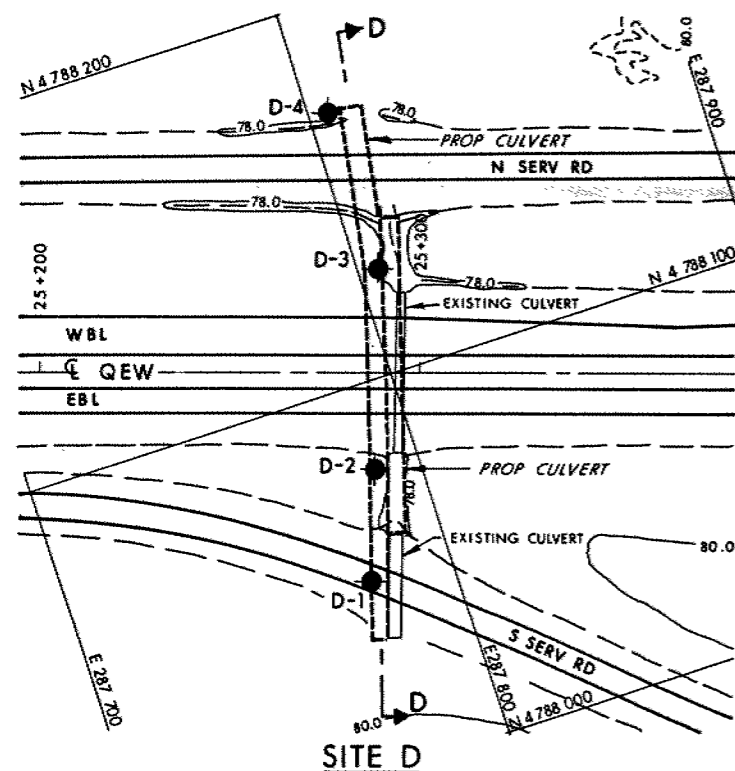 D
80.0
N 4 788 200
E 287 900
D-4
78.0
78.0
PROP CULVERT
N SERV RD
78.0
25+300
D-3
N 4 788 100
25+200
78.0
EXISTING CULVERT
WBL
℄ QEW
EBL
D-2
PROP CULVERT
78.0
EXISTING CULVERT
80.0
D-1
S SERV RD
E 287 700
E 287 800
N 4 788 000
80.0
D
SITE D